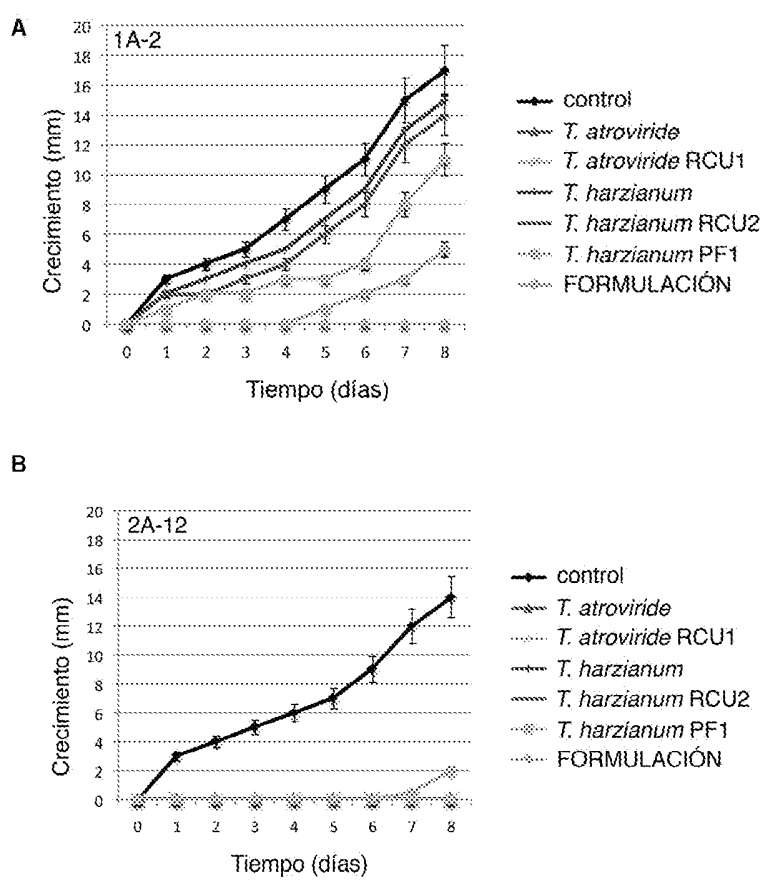 A
1A-2
20
18
16
14
12
10
8
6
4
2
0
Crecimiento (mm)
0 1 2 3 4 5 6 7 8
Tiempo (días)
control
T. atroviride
T. atroviride RCU1
T. harzianum
T. harzianum RCU2
T. harzianum PF1
FORMULACIÓN
B
2A-12
20
18
16
14
12
10
8
6
4
2
0
Crecimiento (mm)
0 1 2 3 4 5 6 7 8
Tiempo (días)
control
T. atroviride
T. atroviride RCU1
T. harzianum
T. harzianum RCU2
T. harzianum PF1
FORMULACIÓN